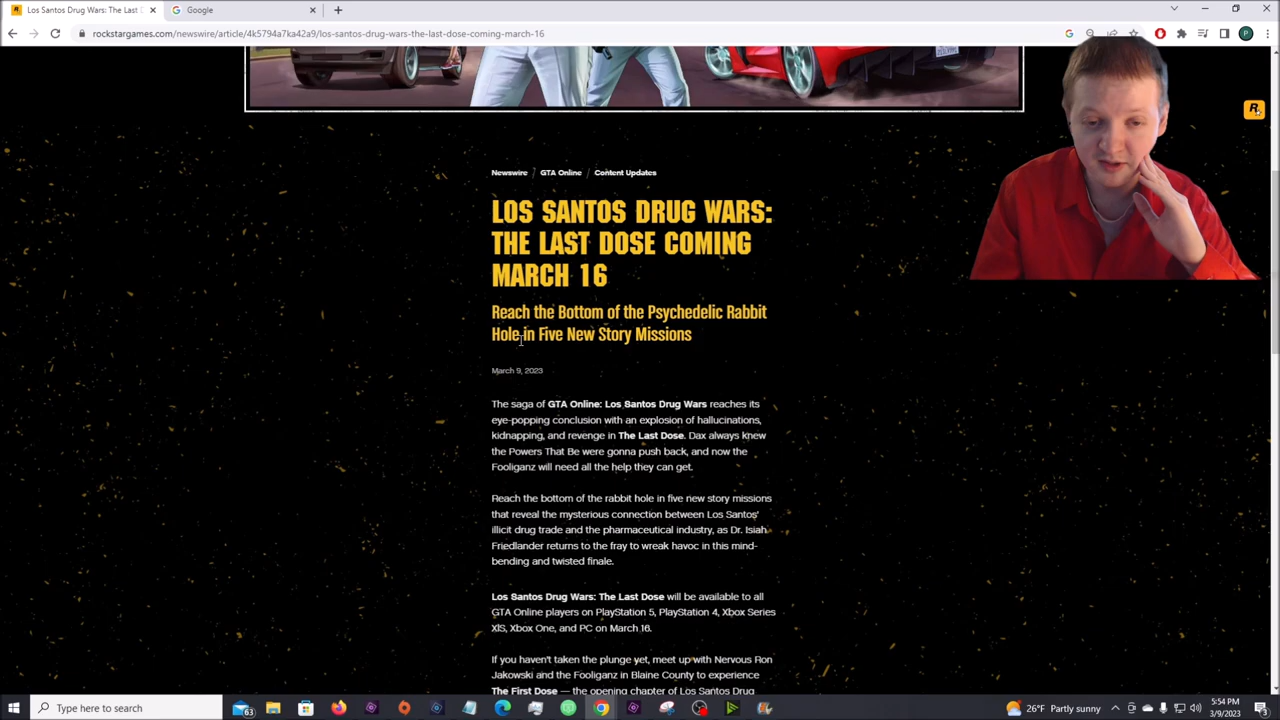 Los Santos Drug Wars: The Last D
Google
rockstargames.com/newswire/article/4k5794a7ka42a9/los-santos-drug-wars-the-last-dose-coming-march-16
Newswire / GTA Online / Content Updates
LOS SANTOS DRUG WARS:
THE LAST DOSE COMING
MARCH 16
Reach the Bottom of the Psychedelic Rabbit
Hole in Five New Story Missions
March 9, 2023
The saga of GTA Online: Los Santos Drug Wars reaches its
eye-popping conclusion with an explosion of hallucinations,
kidnapping, and revenge in The Last Dose. Dax always knew
the Powers That Be were gonna push back, and now the
Fooliganz will need all the help they can get.
Reach the bottom of the rabbit hole in five new story missions
that reveal the mysterious connection between Los Santos'
illicit drug trade and the pharmaceutical industry, as Dr. Isiah
Friedlander returns to the fray to wreak havoc in this mind-
bending and twisted finale.
Los Santos Drug Wars: The Last Dose will be available to all
GTA Online players on PlayStation 5, PlayStation 4, Xbox Series
X|S, Xbox One, and PC on March 16.
If you haven't taken the plunge yet, meet up with Nervous Ron
Jakowski and the Fooliganz in Blaine County to experience
The First Dose — the opening chapter of Los Santos Drug
Type here to search
63
26°F Partly sunny
5:54 PM
3/9/2023
3